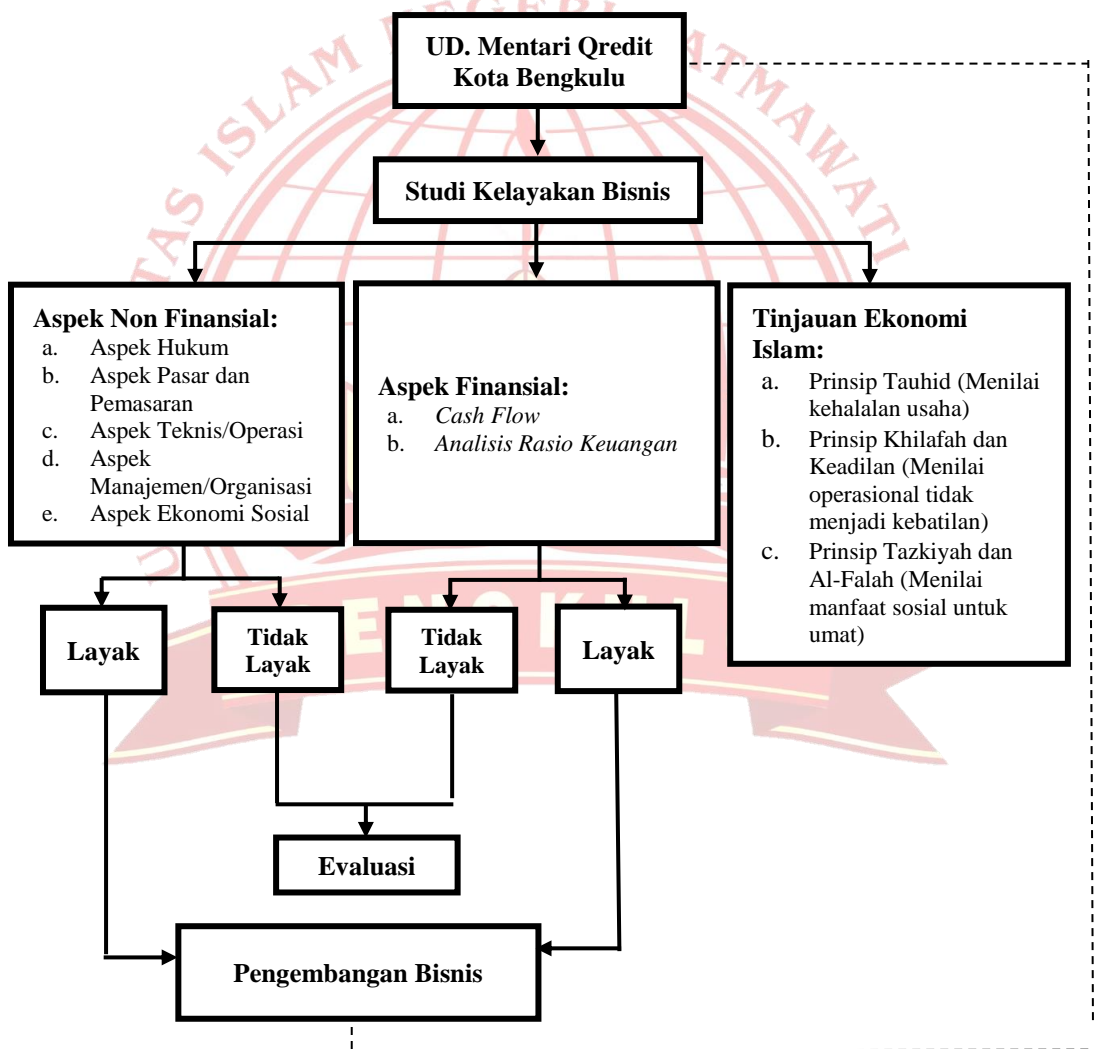 UD. Mentari Qredit
Kota Bengkulu
Studi Kelayakan Bisnis
Aspek Non Finansial:
a. Aspek Hukum
b. Aspek Pasar dan
Pemasaran
c. Aspek Teknis/Operasi
d. Aspek
Manajemen/Organisasi
e. Aspek Ekonomi Sosial
Aspek Finansial:
a. Cash Flow
b. Analisis Rasio Keuangan
Tinjauan Ekonomi
Islam:
a. Prinsip Tauhid (Menilai
kehalalan usaha)
b. Prinsip Khilafah dan
Keadilan (Menilai
operasional tidak
menjadi kebatilan)
c. Prinsip Tazkiyah dan
Al-Falah (Menilai
manfaat sosial untuk
umat)
Layak
Tidak
Layak
Tidak
Layak
Layak
Evaluasi
Pengembangan Bisnis
ISLAM